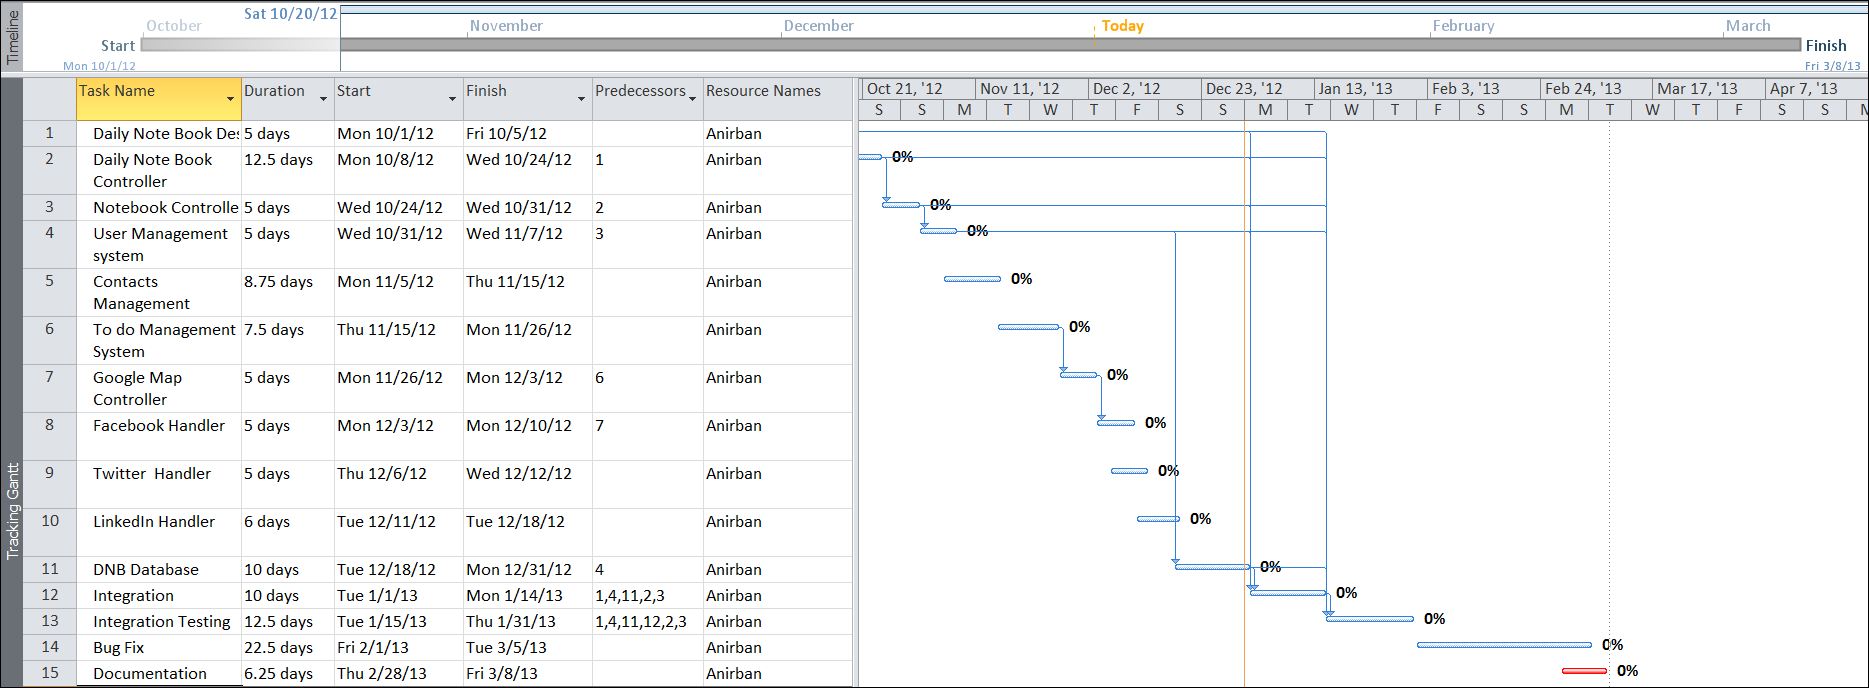 Timeline
Sat 10/20/12
October November December Today February March
Start Finish
Mon 10/1/12 Fri 3/8/13
Tracking Gantt
Task Name Duration Start Finish Predecessors Resource Names
Oct 21, '12 Nov 11, '12 Dec 2, '12 Dec 23, '12 Jan 13, '13 Feb 3, '13 Feb 24, '13 Mar 17, '13 Apr 7, '13
S S M T W T F S S M T W T F S S M T W T F S S M
1 Daily Note Book Des 5 days Mon 10/1/12 Fri 10/5/12 Anirban
2 Daily Note Book 12.5 days Mon 10/8/12 Wed 10/24/12 1 Anirban 0%
Controller
3 Notebook Controlle 5 days Wed 10/24/12 Wed 10/31/12 2 Anirban 0%
4 User Management 5 days Wed 10/31/12 Wed 11/7/12 3 Anirban 0%
system
5 Contacts 8.75 days Mon 11/5/12 Thu 11/15/12 Anirban 0%
Management
6 To do Management 7.5 days Thu 11/15/12 Mon 11/26/12 Anirban 0%
System
7 Google Map 5 days Mon 11/26/12 Mon 12/3/12 6 Anirban 0%
Controller
8 Facebook Handler 5 days Mon 12/3/12 Mon 12/10/12 7 Anirban 0%
9 Twitter Handler 5 days Thu 12/6/12 Wed 12/12/12 Anirban 0%
10 LinkedIn Handler 6 days Tue 12/11/12 Tue 12/18/12 Anirban 0%
11 DNB Database 10 days Tue 12/18/12 Mon 12/31/12 4 Anirban 0%
12 Integration 10 days Tue 1/1/13 Mon 1/14/13 1,4,11,2,3 Anirban 0%
13 Integration Testing 12.5 days Tue 1/15/13 Thu 1/31/13 1,4,11,12,2,3 Anirban 0%
14 Bug Fix 22.5 days Fri 2/1/13 Tue 3/5/13 Anirban 0%
15 Documentation 6.25 days Thu 2/28/13 Fri 3/8/13 Anirban 0%